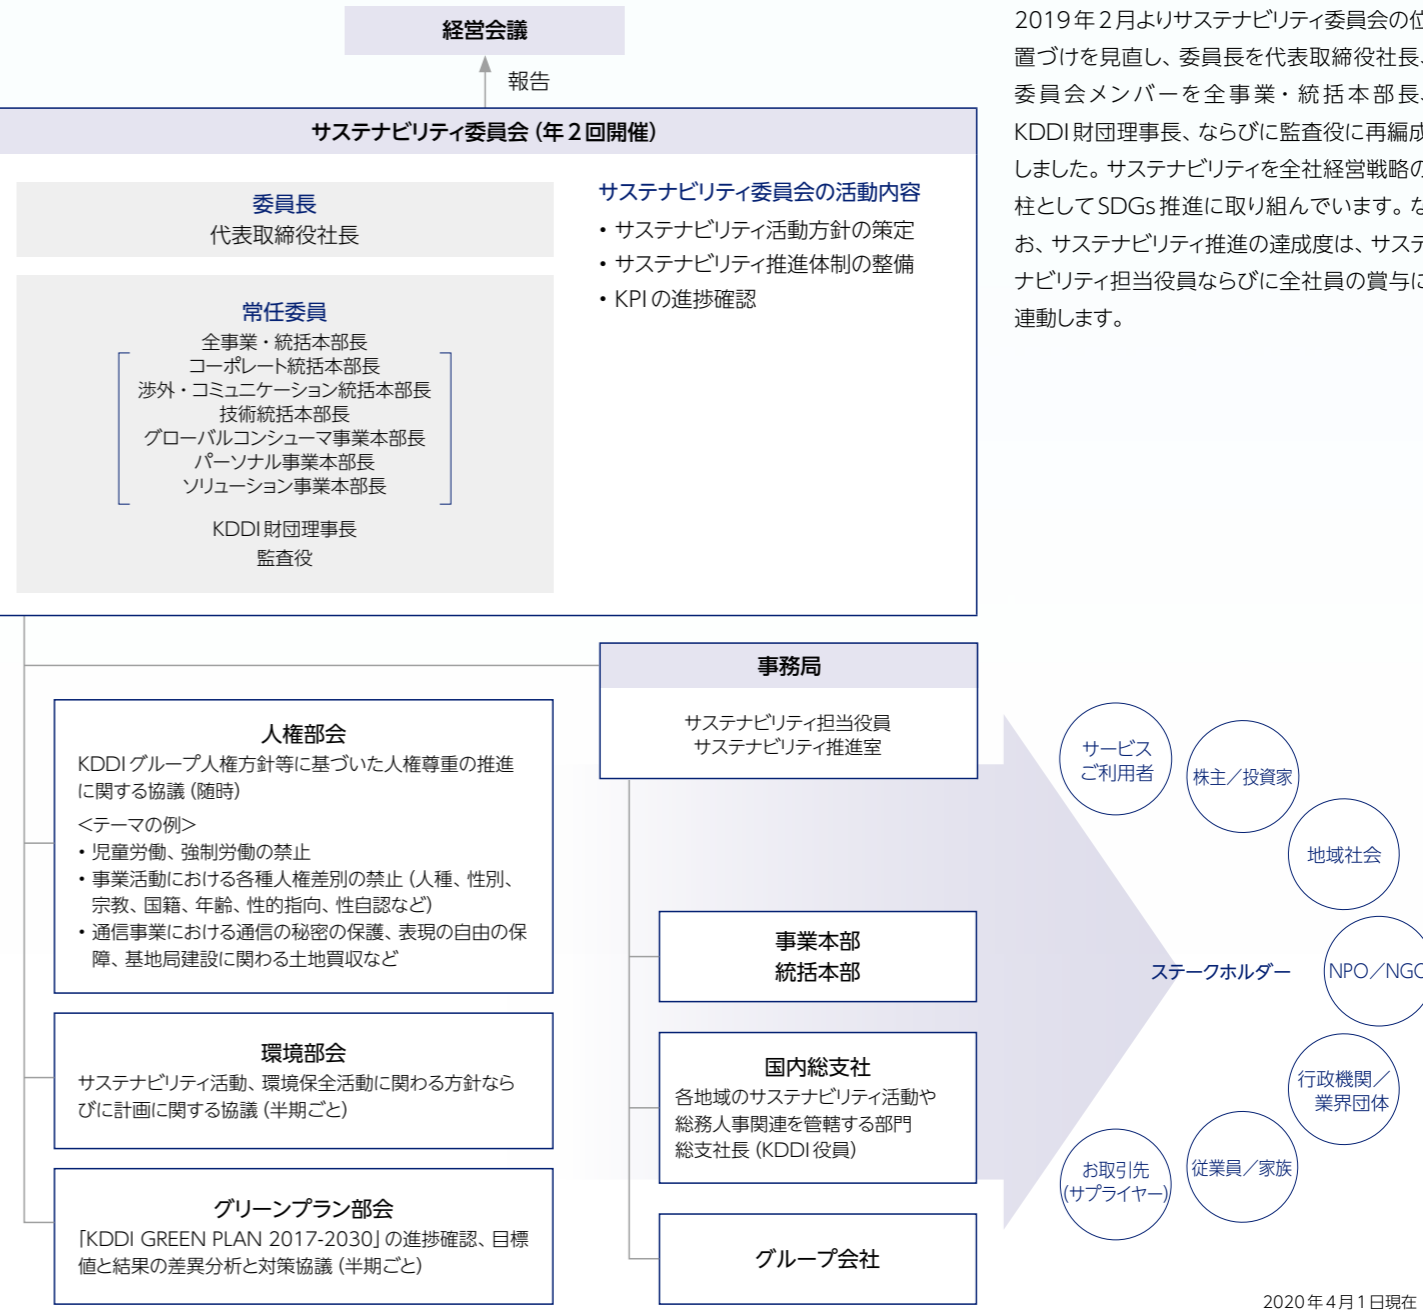 経営会議
報告
サステナビリティ委員会（年2回開催）
委員長
代表取締役社長
常任委員
全事業・統括本部長
コーポレート統括本部長
渉外・コミュニケーション統括本部長
技術統括本部長
グローバルコンシューマ事業本部長
パーソナル事業本部長
ソリューション事業本部長
KDDI財団理事長
監査役
サステナビリティ委員会の活動内容
・サステナビリティ活動方針の策定
・サステナビリティ推進体制の整備
・KPIの進捗確認
2019年2月よりサステナビリティ委員会の位
置づけを見直し、委員長を代表取締役社長、
委員会メンバーを全事業・統括本部長、
KDDI財団理事長、ならびに監査役に再編成
しました。サステナビリティを全社経営戦略の
柱としてSDGs推進に取り組んでいます。な
お、サステナビリティ推進の達成度は、サステ
ナビリティ担当役員ならびに全社員の賞与に
連動します。
事務局
サステナビリティ担当役員
サステナビリティ推進室
人権部会
KDDIグループ人権方針等に基づいた人権尊重の推進
に関する協議（随時）
＜テーマの例＞
・児童労働、強制労働の禁止
・事業活動における各種人権差別の禁止（人種、性別、
宗教、国籍、年齢、性的指向、性自認など）
・通信事業における通信の秘密の保護、表現の自由の保
障、基地局建設に関わる土地買収など
環境部会
サステナビリティ活動、環境保全活動に関わる方針なら
びに計画に関する協議（半期ごと）
グリーンプラン部会
「KDDI GREEN PLAN 2017-2030」の進捗確認、目標
値と結果の差異分析と対策協議（半期ごと）
事業本部
統括本部
国内総支社
各地域のサステナビリティ活動や
総務人事関連を管轄する部門
総支社長（KDDI役員）
グループ会社
ステークホルダー
サービス
ご利用者
株主／投資家
地域社会
NPO／NGO
行政機関／
業界団体
従業員／家族
お取引先
(サプライヤー)
2020年4月1日現在